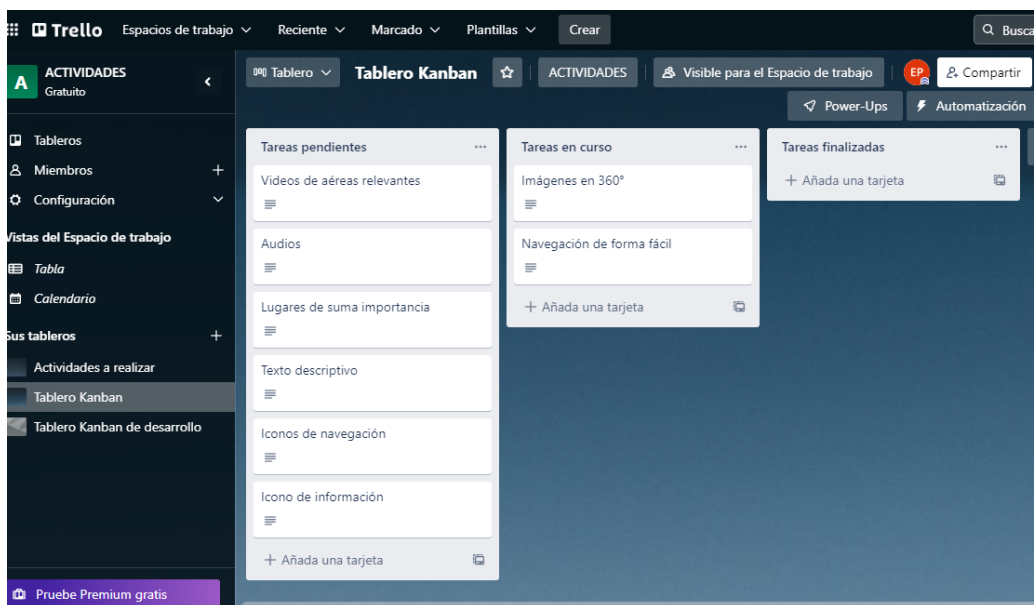 Trello Espacios de trabajo Reciente Marcado Plantillas Crear Busca
A ACTIVIDADES
Gratuito
Tableros
Miembros
Configuración
Vistas del Espacio de trabajo
Tabla
Calendario
Sus tableros
Actividades a realizar
Tablero Kanban
Tablero Kanban de desarrollo
Pruebe Premium gratis
Tablero Tablero Kanban ACTIVIDADES Visible para el Espacio de trabajo EP Compartir
Power-Ups Automatización
Tareas pendientes
Videos de aéreas relevantes
Audios
Lugares de suma importancia
Texto descriptivo
Iconos de navegación
Icono de información
+ Añada una tarjeta
Tareas en curso
Imágenes en 360°
Navegación de forma fácil
+ Añada una tarjeta
Tareas finalizadas
+ Añada una tarjeta